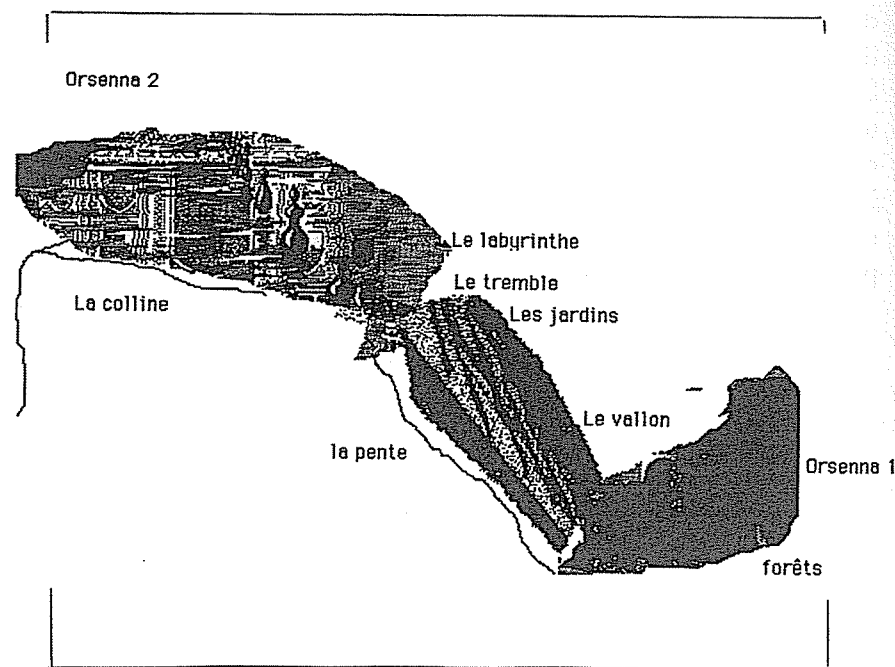 Orsenna 2
Le labyrinthe
Le tremble
La colline
Les jardins
Le vallon
la pente
Orsenna 1
forêts